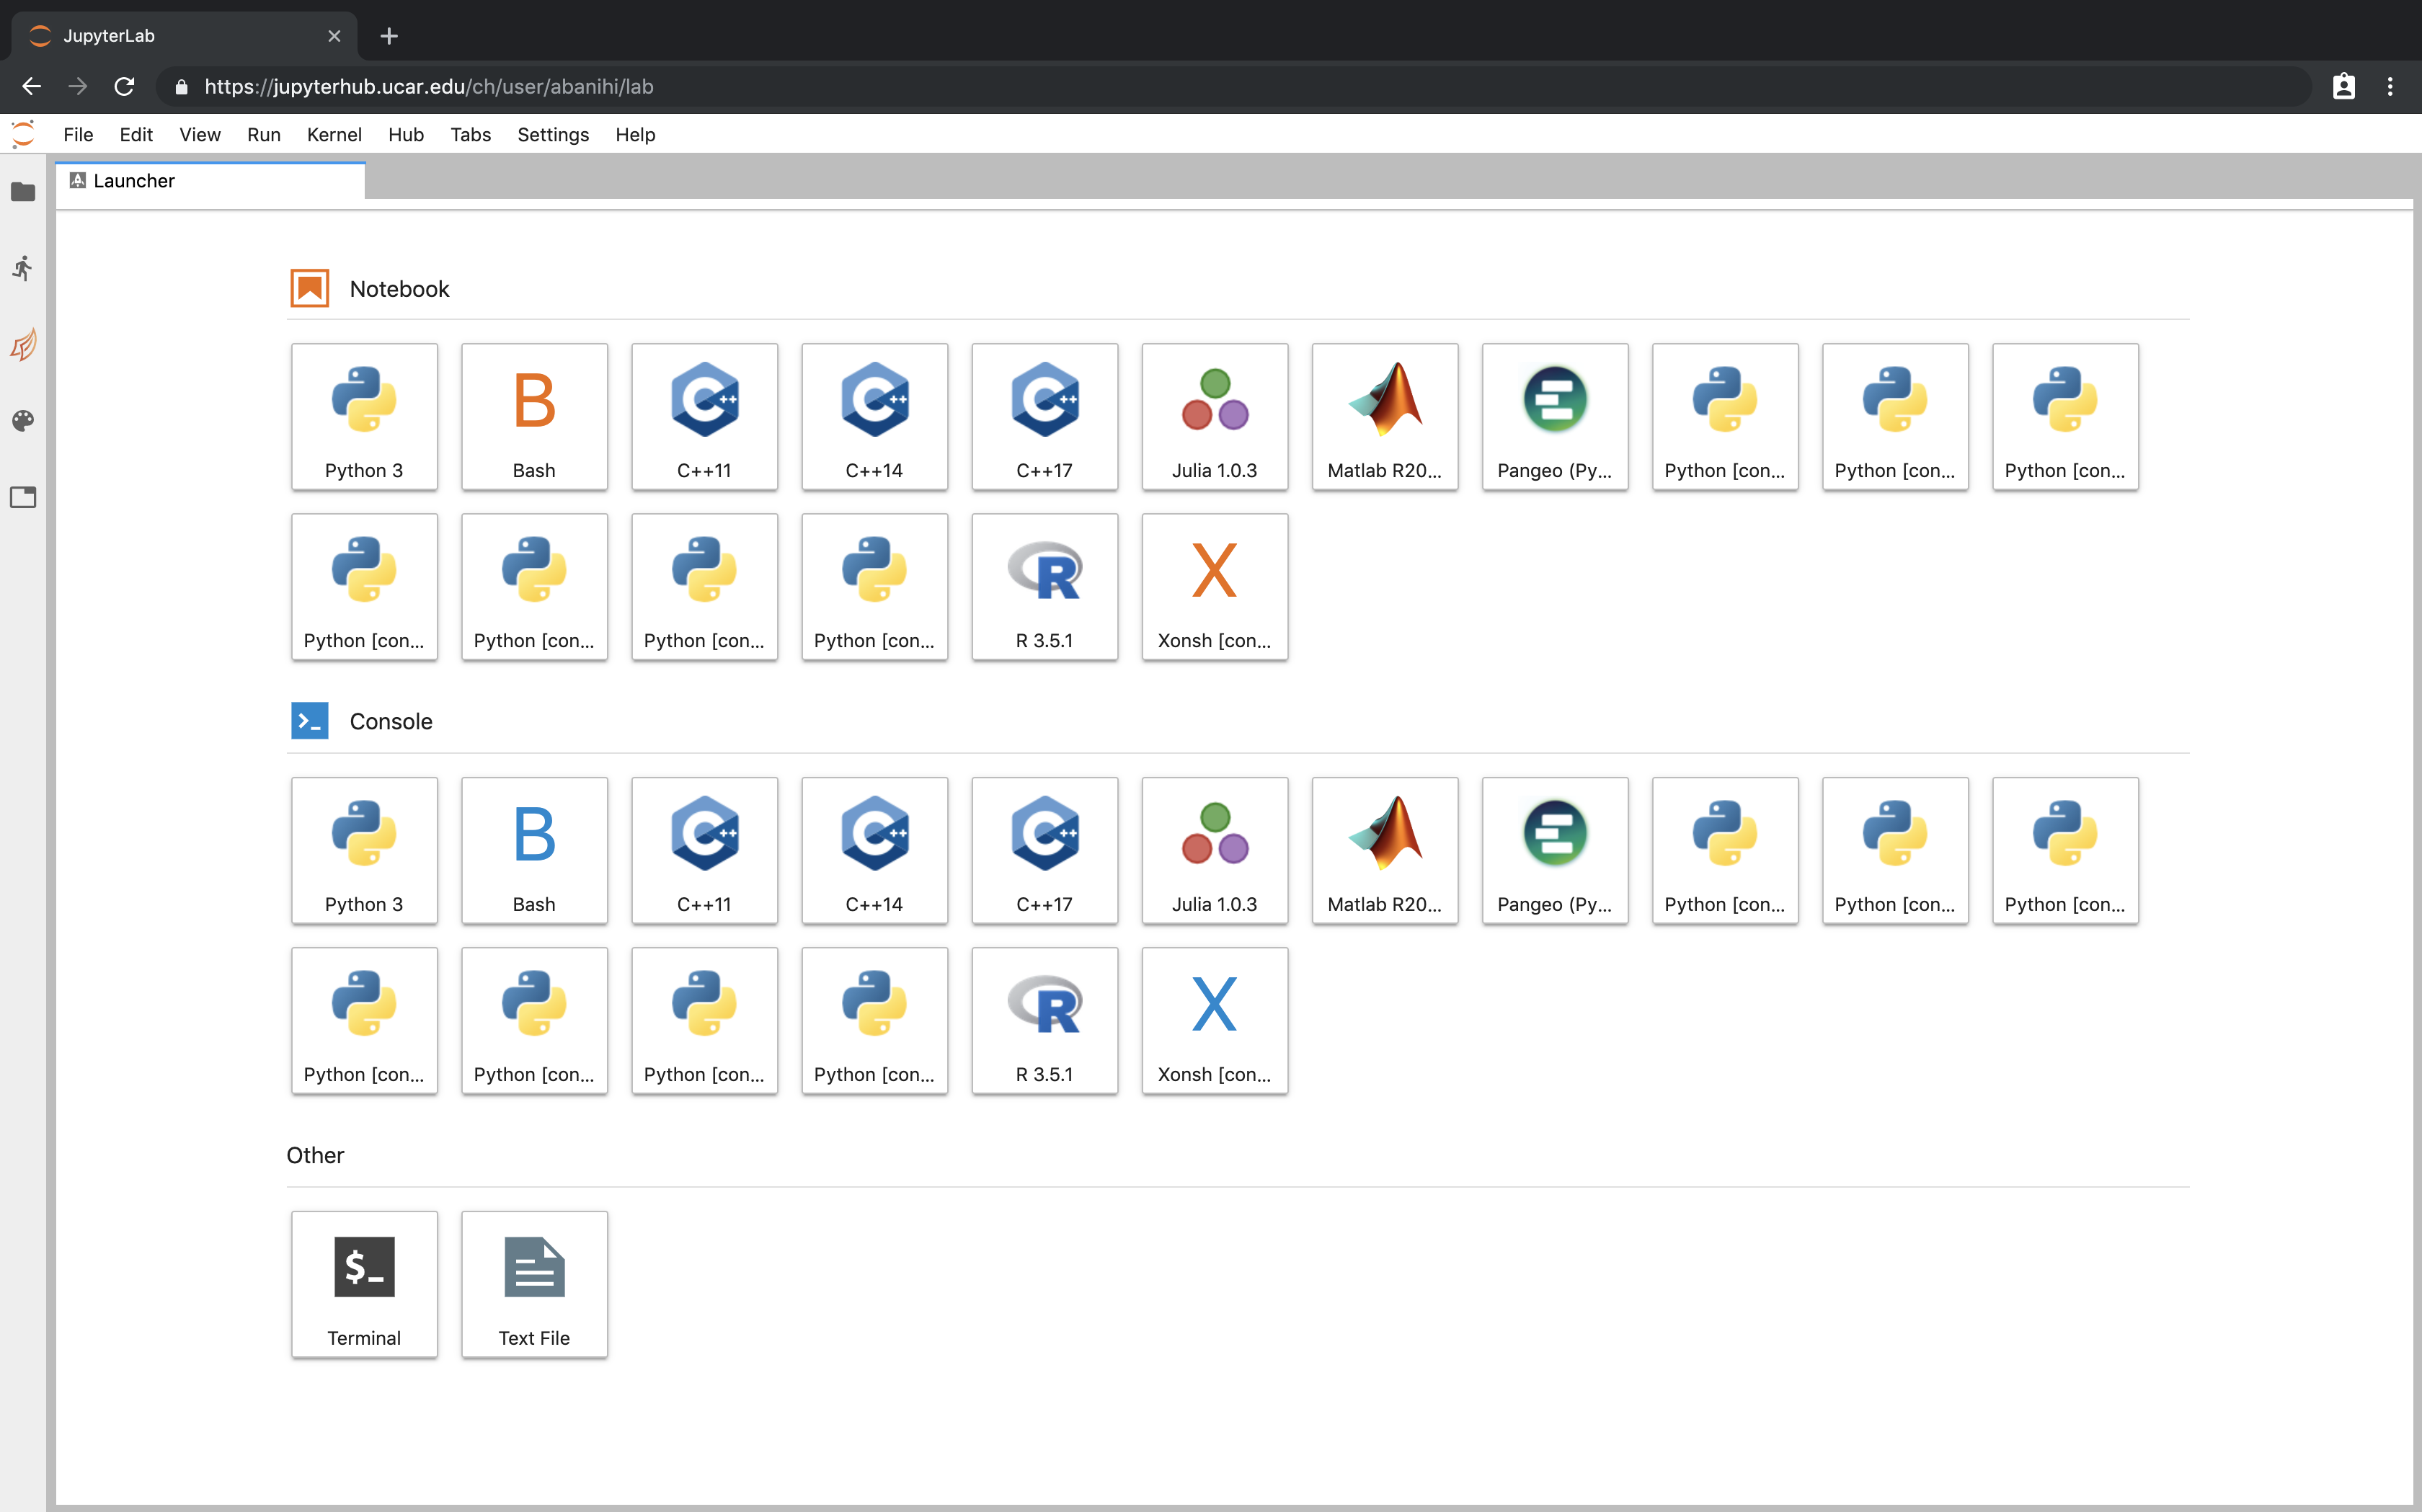 JupyterLab
https://jupyterhub.ucar.edu/ch/user/abanihi/lab
File Edit View Run Kernel Hub Tabs Settings Help
Launcher
Notebook
Python 3 Bash C++11 C++14 C++17 Julia 1.0.3 Matlab R20... Pangeo (Py... Python [con... Python [con... Python [con...
Python [con... Python [con... Python [con... Python [con... R 3.5.1 Xonsh [con...
Console
Python 3 Bash C++11 C++14 C++17 Julia 1.0.3 Matlab R20... Pangeo (Py... Python [con... Python [con... Python [con...
Python [con... Python [con... Python [con... Python [con... R 3.5.1 Xonsh [con...
Other
Terminal Text File